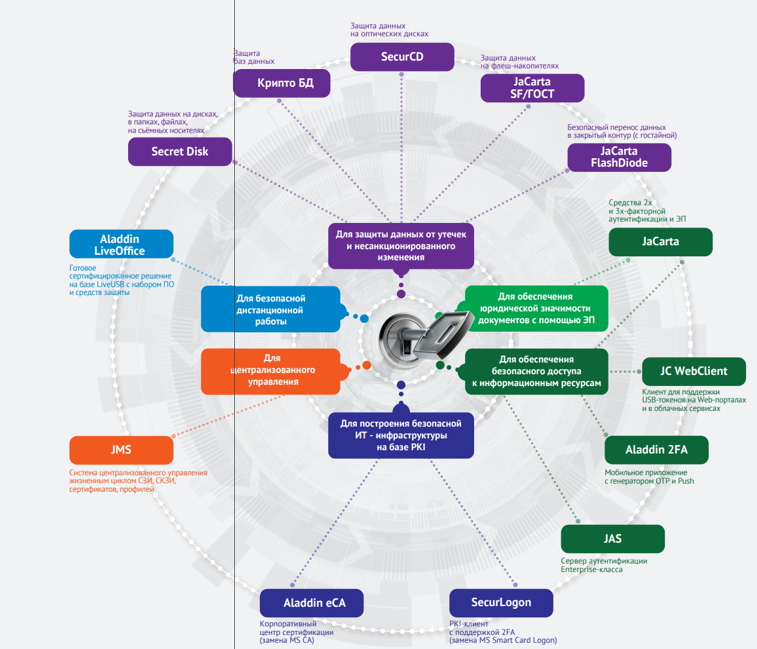 Защита данных
на оптических дисках
SecurCD
Защита
баз данных
Крипто БД
Защита данных
на флеш-накопителях
JaCarta
SF/ГОСТ
Защита данных на дисках,
в папках, файлах,
на съёмных носителях
Secret Disk
Безопасный перенос данных
в закрытый контур (с гостайной)
JaCarta
FlashDiode
Средства 2х
и 3х-факторной
аутентификации и ЭП
JaCarta
Для защиты данных от утечек
и несанкционированного
изменения
Aladdin
LiveOffice
Готовое
сертифицированное решение
на базе LiveUSB с набором ПО
и средств защиты
Для безопасной
дистанционной
работы
Для обеспечения
юридической значимости
документов с помощью ЭП
Для
централизованного
управления
Для обеспечения
безопасного доступа
к информационным ресурсам
JC WebClient
Клиент для поддержки
USB-токенов на Web-порталах
и в облачных сервисах
Для построения безопасной
ИТ - инфраструктуры
на базе PKI
JMS
Система централизованного управления
жизненным циклом СЗИ, СКЗИ,
сертификатов, профилей
Aladdin 2FA
Мобильное приложение
с генератором OTP и Push
JAS
Сервер аутентификации
Enterprise-класса
Aladdin eCA
Корпоративный
центр сертификации
(замена MS CA)
SecurLogon
PKI-клиент
с поддержкой 2FA
(замена MS Smart Card Logon)